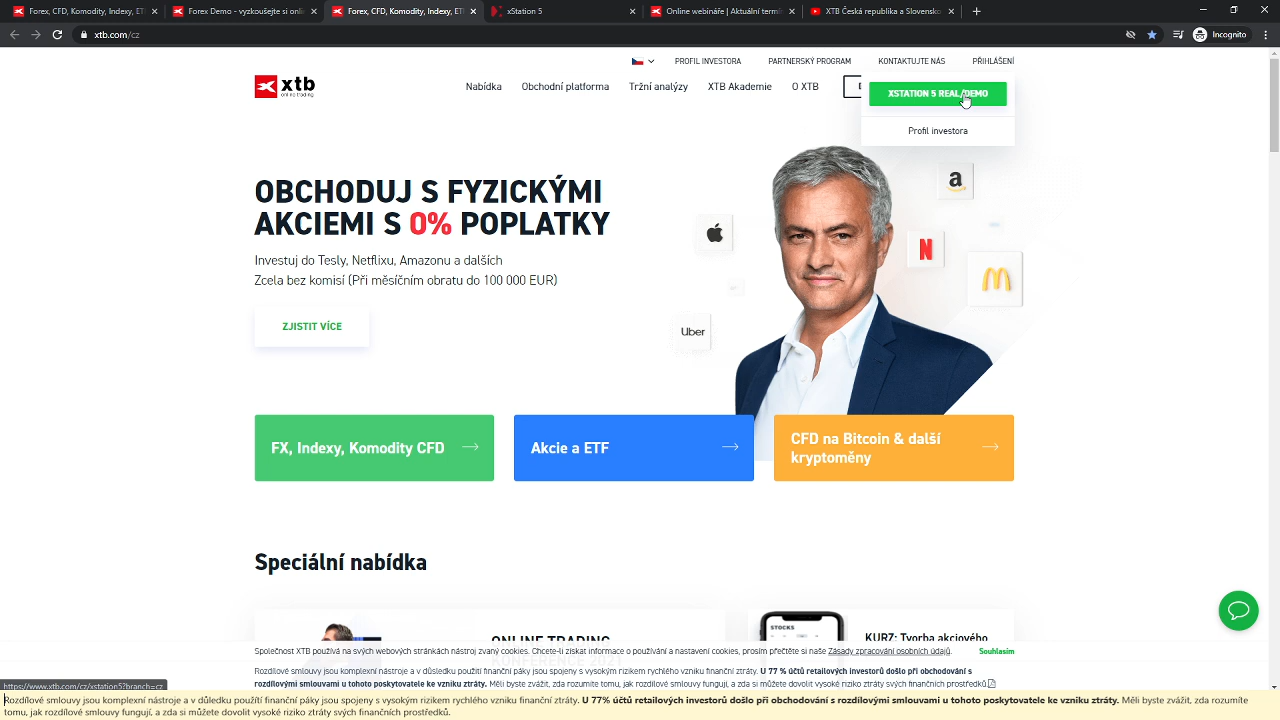 Forex, CFD, Komodity, Indexy, ET
Forex Demo - vyzkoušejte si onli
Forex, CFD, Komodity, Indexy, ET
xStation 5
Online webináře | Aktuální termí
XTB Česká republika a Slovensko
xtb.com/cz
Incognito
PROFIL INVESTORA
PARTNERSKÝ PROGRAM
KONTAKTUJTE NÁS
PŘIHLÁŠENÍ
xtb
online trading
Nabídka
Obchodní platforma
Tržní analýzy
XTB Akademie
O XTB
XSTATION 5 REAL/DEMO
Profil investora
OBCHODUJ S FYZICKÝMI
AKCIEMI S 0% POPLATKY
Investuj do Tesly, Netflixu, Amazonu a dalších
Zcela bez komisí (Při měsíčním obratu do 100 000 EUR)
ZJISTIT VÍCE
a
N
Uber
FX, Indexy, Komodity CFD
Akcie a ETF
CFD na Bitcoin & další
kryptoměny
Speciální nabídka
ONLINE TRADING
KONFERENCE 2021
STOCKS
KURZ: Tvorba akciového
Společnost XTB používá na svých webových stránkách nástroj zvaný cookies. Chcete-li získat informace o používání a nastavení cookies, prosím přečtěte si naše Zásady zpracování osobních údajů.
Souhlasím
Rozdílové smlouvy jsou komplexní nástroje a v důsledku použití finanční páky jsou spojeny s vysokým rizikem rychlého vzniku finanční ztráty. U 77 % účtů retailových investorů došlo při obchodování s
rozdílovými smlouvami u tohoto poskytovatele ke vzniku ztráty. Měli byste zvážit, zda rozumíte tomu, jak rozdílové smlouvy fungují, a zda si můžete dovolit vysoké riziko ztráty svých finančních prostředků.
https://www.xtb.com/cz/xstation5?branch=cz
Rozdílové smlouvy jsou komplexní nástroje a v důledku použítí finanční páky jsou spojeny s vysokým rizikem rychlého vzniku finanční ztráty. U 77% účtů retailových investorů došo při obchodování s rozdílovými smlouvami u tohoto poskytovatele ke vzniku ztráty. Měli byste zvážit, zda rozumíte
tomu, jak rozdílové smlouvy fungují, a zda si můžete dovolit vysoké riziko ztráty svých finančních prostředků.